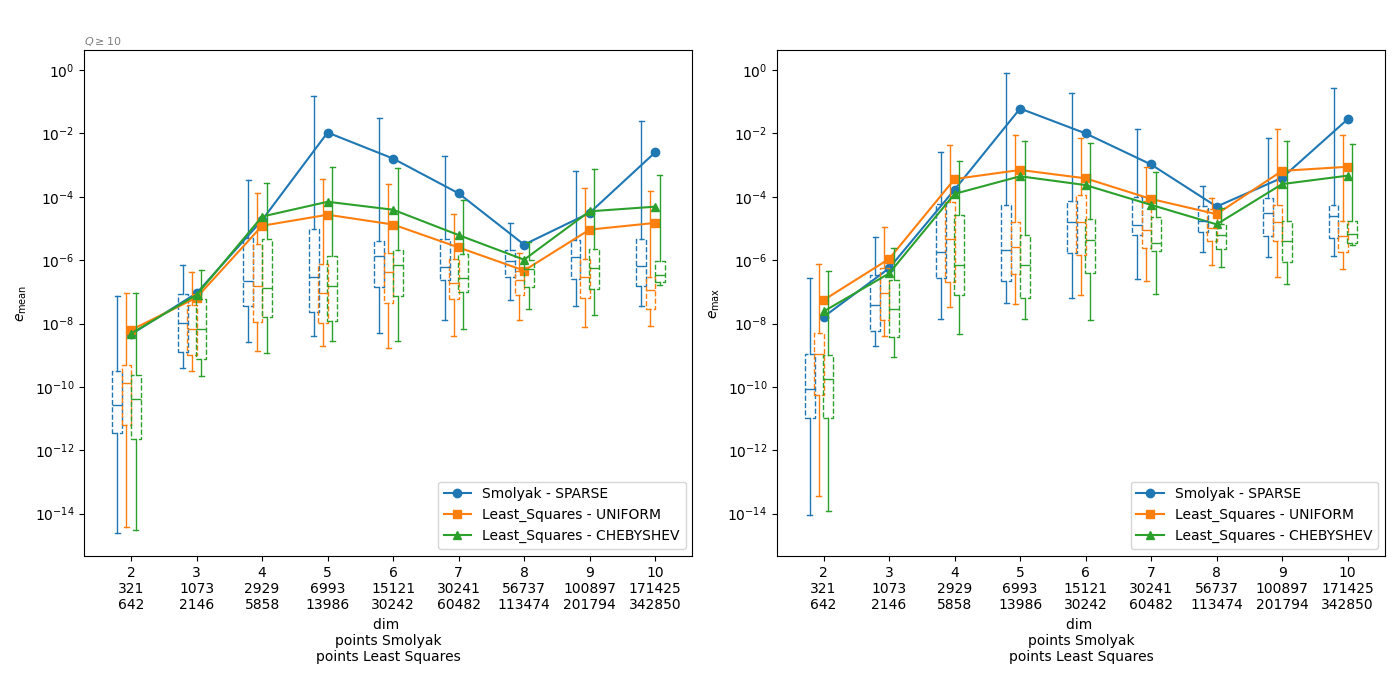 Q ≥ 10
10⁰
10⁻²
10⁻⁴
10⁻⁶
10⁻⁸
10⁻¹⁰
10⁻¹²
10⁻¹⁴
e_mean
Smolyak - SPARSE
Least_Squares - UNIFORM
Least_Squares - CHEBYSHEV
2 3 4 5 6 7 8 9 10
321 1073 2929 6993 15121 30241 56737 100897 171425
642 2146 5858 13986 30242 60482 113474 201794 342850
dim
points Smolyak
points Least Squares
10⁰
10⁻²
10⁻⁴
10⁻⁶
10⁻⁸
10⁻¹⁰
10⁻¹²
10⁻¹⁴
e_max
Smolyak - SPARSE
Least_Squares - UNIFORM
Least_Squares - CHEBYSHEV
2 3 4 5 6 7 8 9 10
321 1073 2929 6993 15121 30241 56737 100897 171425
642 2146 5858 13986 30242 60482 113474 201794 342850
dim
points Smolyak
points Least Squares